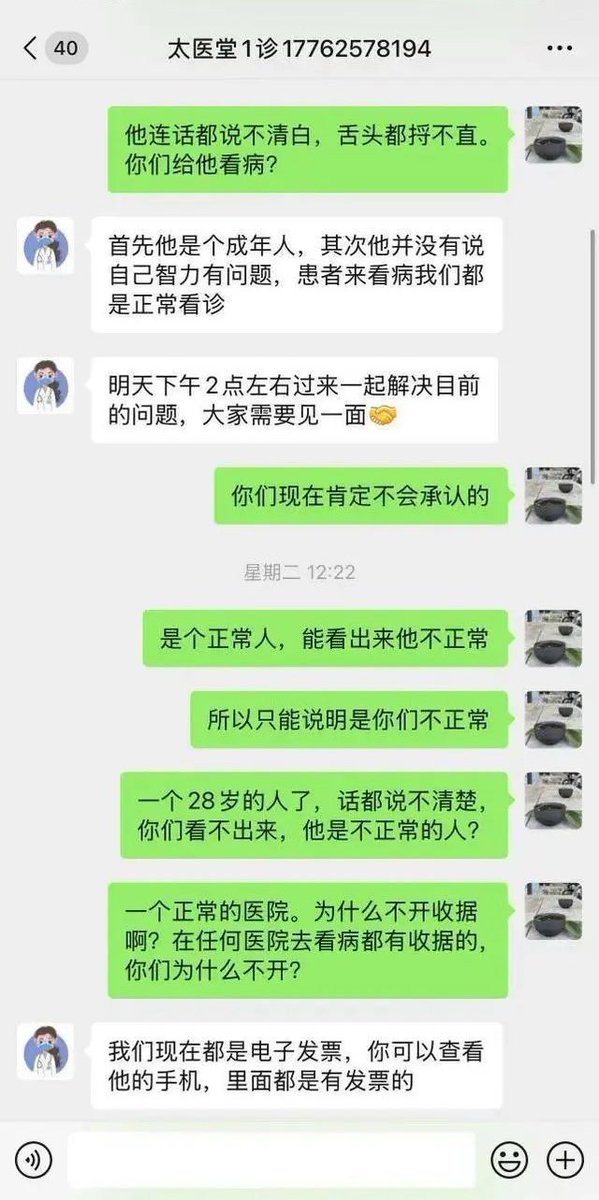 40
太医堂1诊17762578194
他连话都说不清白，舌头都捋不直。
你们给他看病？
首先他是个成年人，其次他并没有说
自己智力有问题，患者来看病我们都
是正常看诊
明天下午2点左右过来一起解决目前
的问题，大家需要见一面
你们现在肯定不会承认的
星期二 12:22
是个正常人，能看出来他不正常
所以只能说明是你们不正常
一个28岁的人了，话都说不清楚，
你们看不出来，他是不正常的人？
一个正常的医院。为什么不开收据
啊？在任何医院去看病都有收据的，
你们为什么不开？
我们现在都是电子发票，你可以查看
他的手机，里面都是有发票的